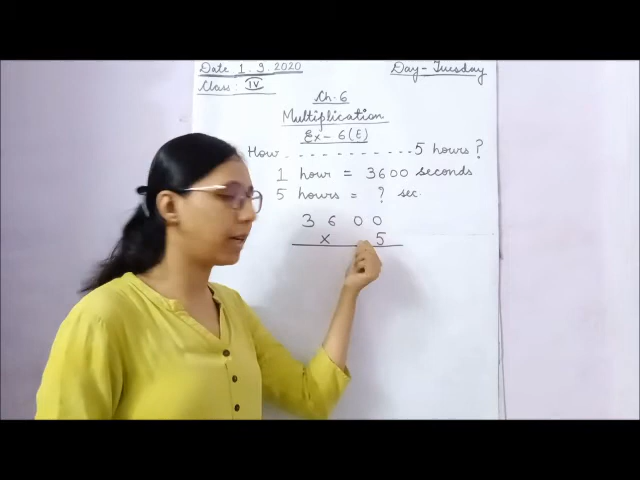 Date 1.9.2020 Day-Tuesday
Class: IV
Ch-6
Multiplication
Ex-6(E)
How ............ 5 hours?
1 hour = 3600 seconds
5 hours = ? sec.
3 6 0 0
x 5